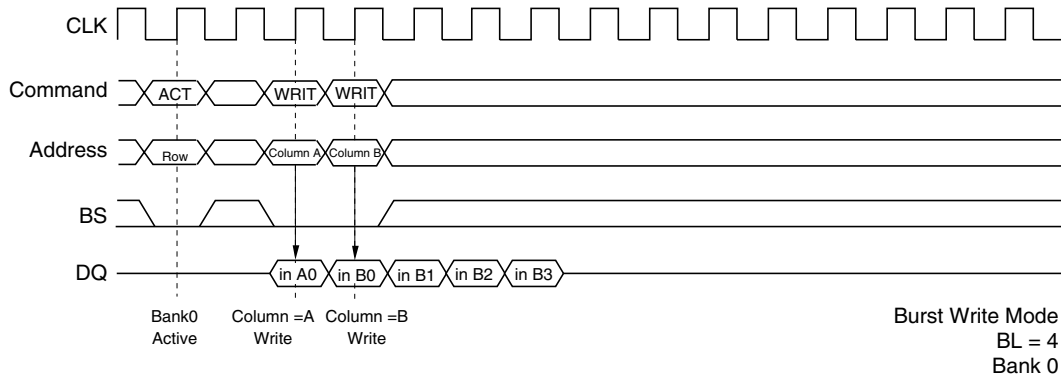 CLK
Command ACT WRIT WRIT
Address Row Column A Column B
BS
DQ in A0 in B0 in B1 in B2 in B3
Bank0 Column =A Column =B
Active Write Write
Burst Write Mode
BL = 4
Bank 0